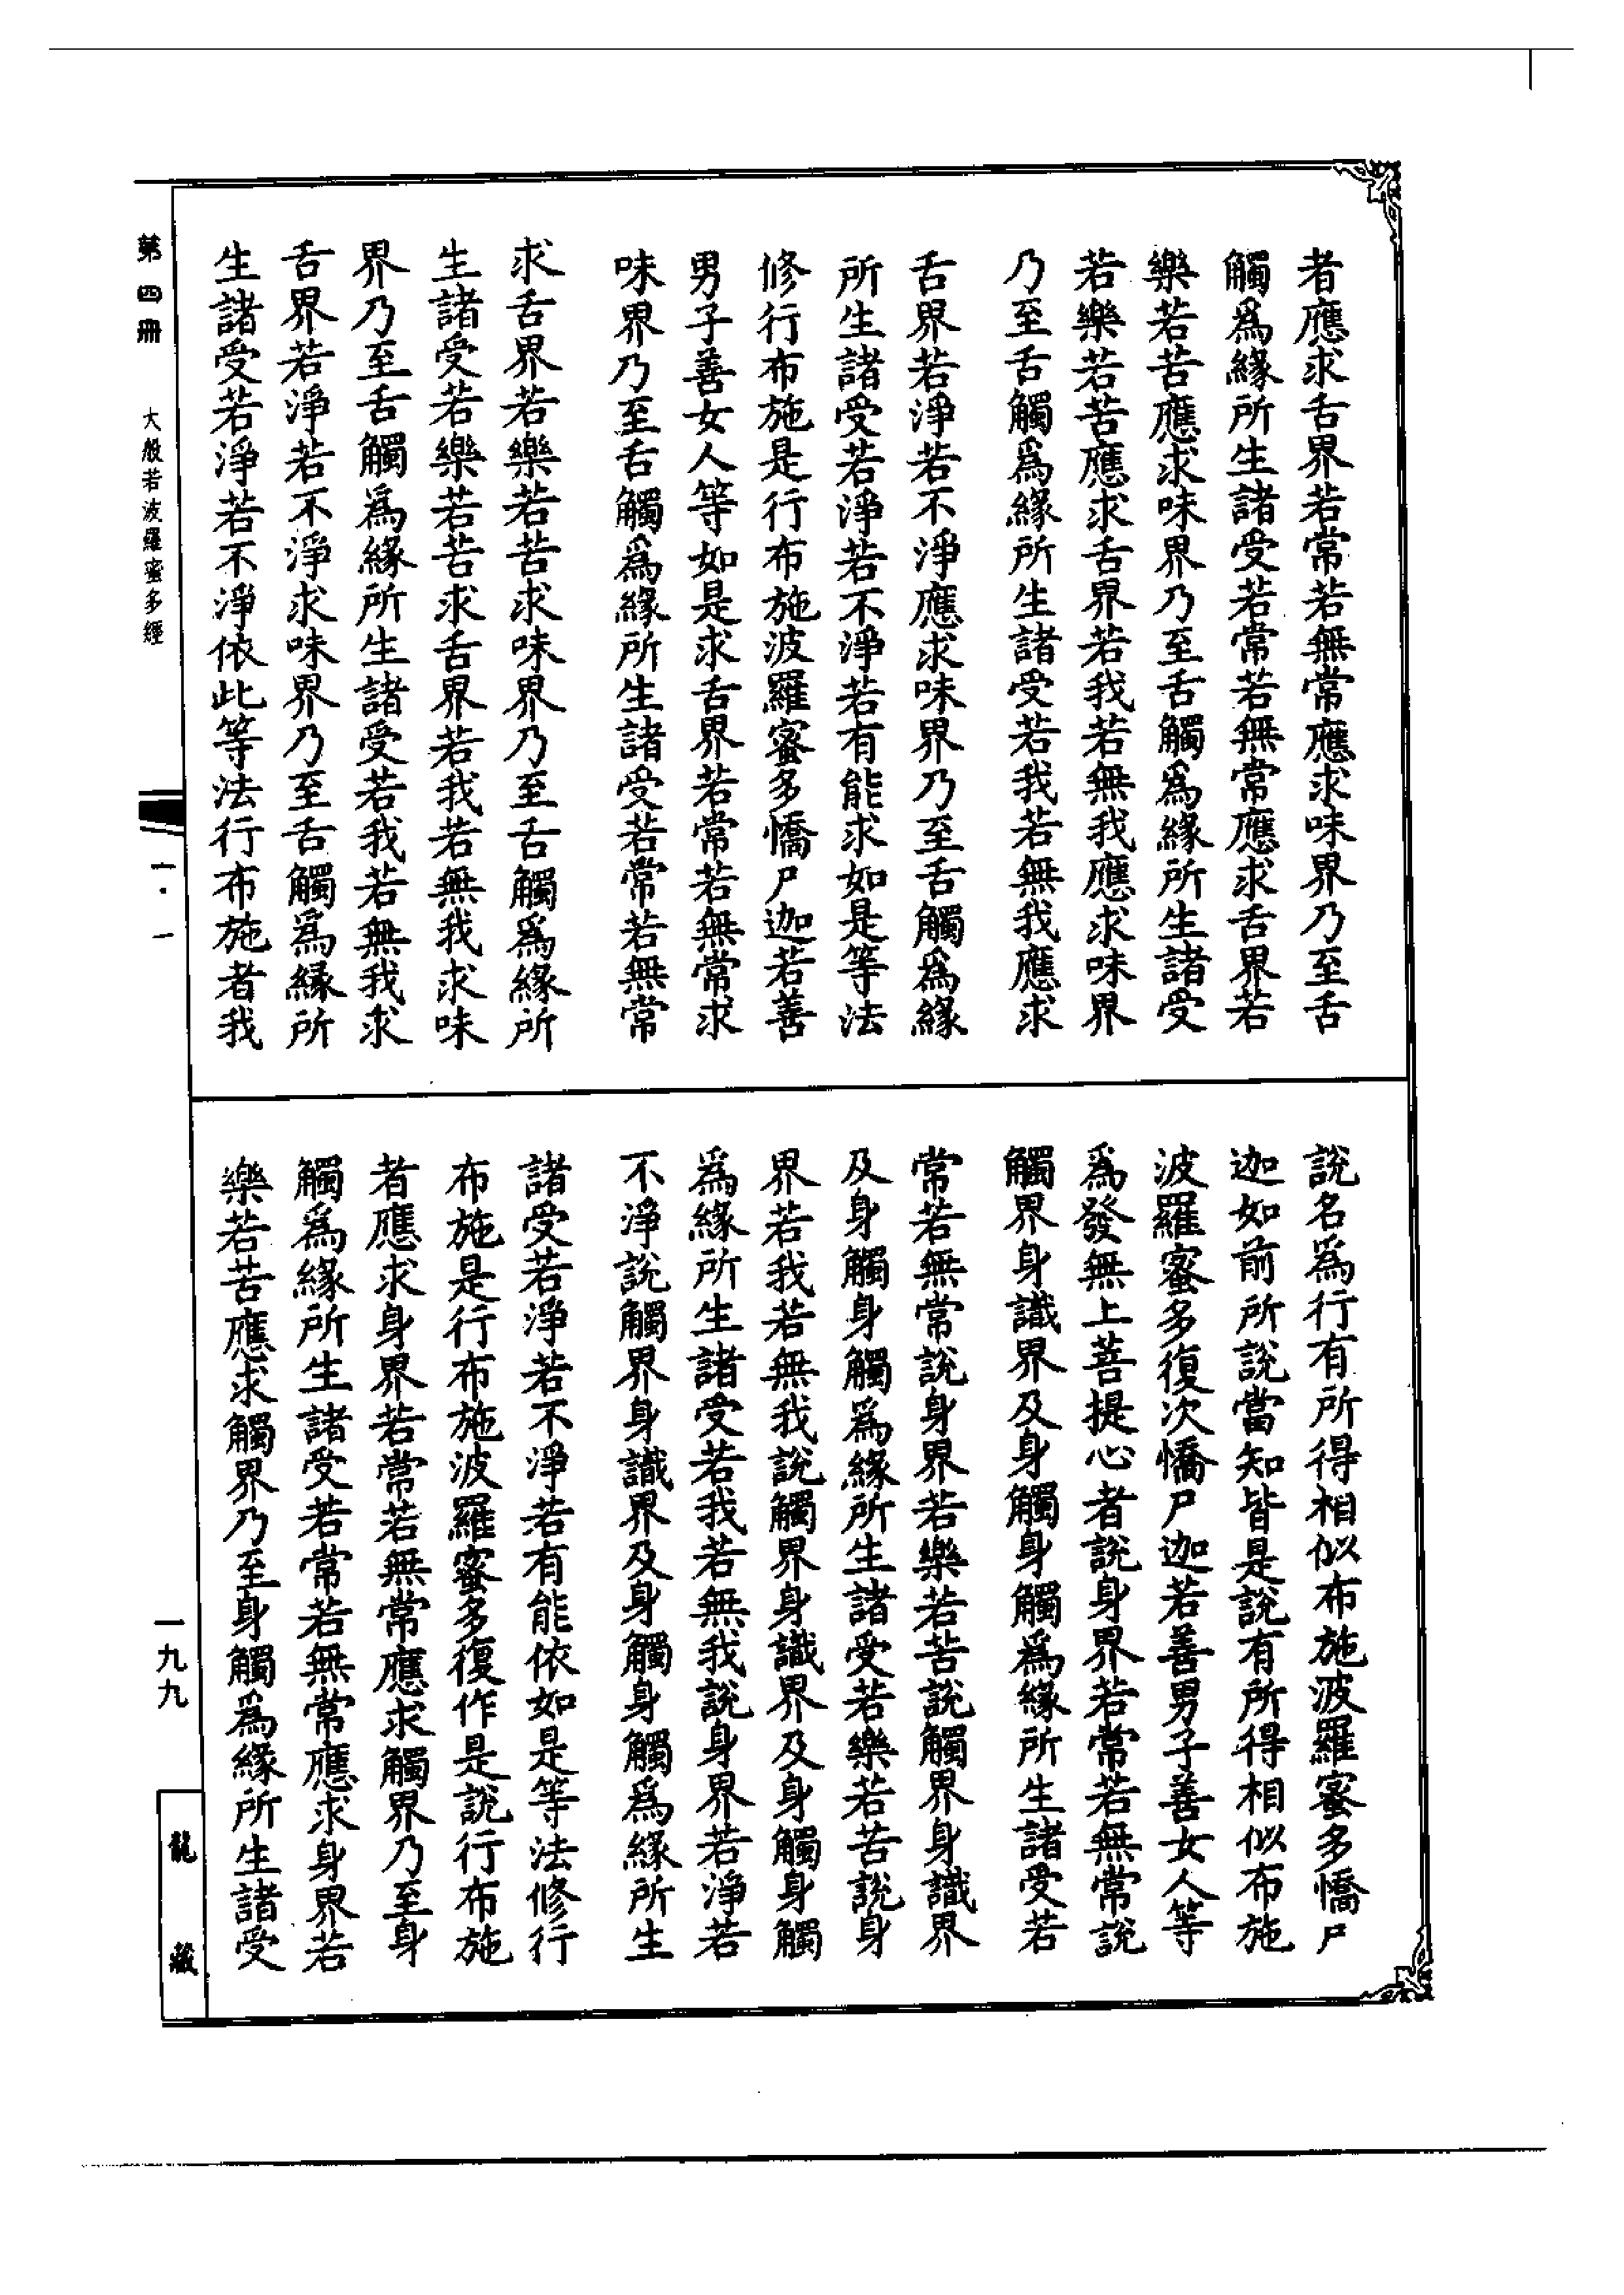 者應求舌界若常若無常應求味界乃至舌
觸爲緣所生諸受若常若無常應求舌界若
樂若苦應求味界乃至舌觸爲緣所生諸受
若樂若苦應求舌界若我若無我應求味界
乃至舌觸爲緣所生諸受若我若無我應求
舌界若淨若不淨應求味界乃至舌觸爲緣
所生諸受若淨若不淨若有能求如是等法
修行布施是行布施波羅蜜多憍尸迦若善
男子善女人等如是求舌界若常若無常求
味界乃至舌觸爲緣所生諸受若常若無常
求舌界若樂若苦求味界乃至舌觸爲緣所
生諸受若樂若苦求舌界若我若無我求味
界乃至舌觸爲緣所生諸受若我若無我求
舌界若淨若不淨求味界乃至舌觸爲緣所
生諸受若淨若不淨依此等法行布施者我
說名爲行有所得相似布施波羅蜜多憍尸
迦如前所說當知皆是說有所得相似布施
波羅蜜多復次憍尸迦若善男子善女人等
爲發無上菩提心者說身界若常若無常說
觸界身識界及身觸身觸爲緣所生諸受若
常若無常說身界若樂若苦說觸界身識界
及身觸身觸爲緣所生諸受若樂若苦說身
界若我若無我說觸界身識界及身觸身觸
爲緣所生諸受若我若無我說身界若淨若
不淨說觸界身識界及身觸身觸爲緣所生
諸受若淨若不淨若有能依如是等法修行
布施是行布施波羅蜜多復作是說行布施
者應求身界若常若無常應求觸界乃至身
觸爲緣所生諸受若常若無常應求身界若
樂若苦應求觸界乃至身觸爲緣所生諸受
第四冊
大般若波羅蜜多經
一·一
一九九
龍藏